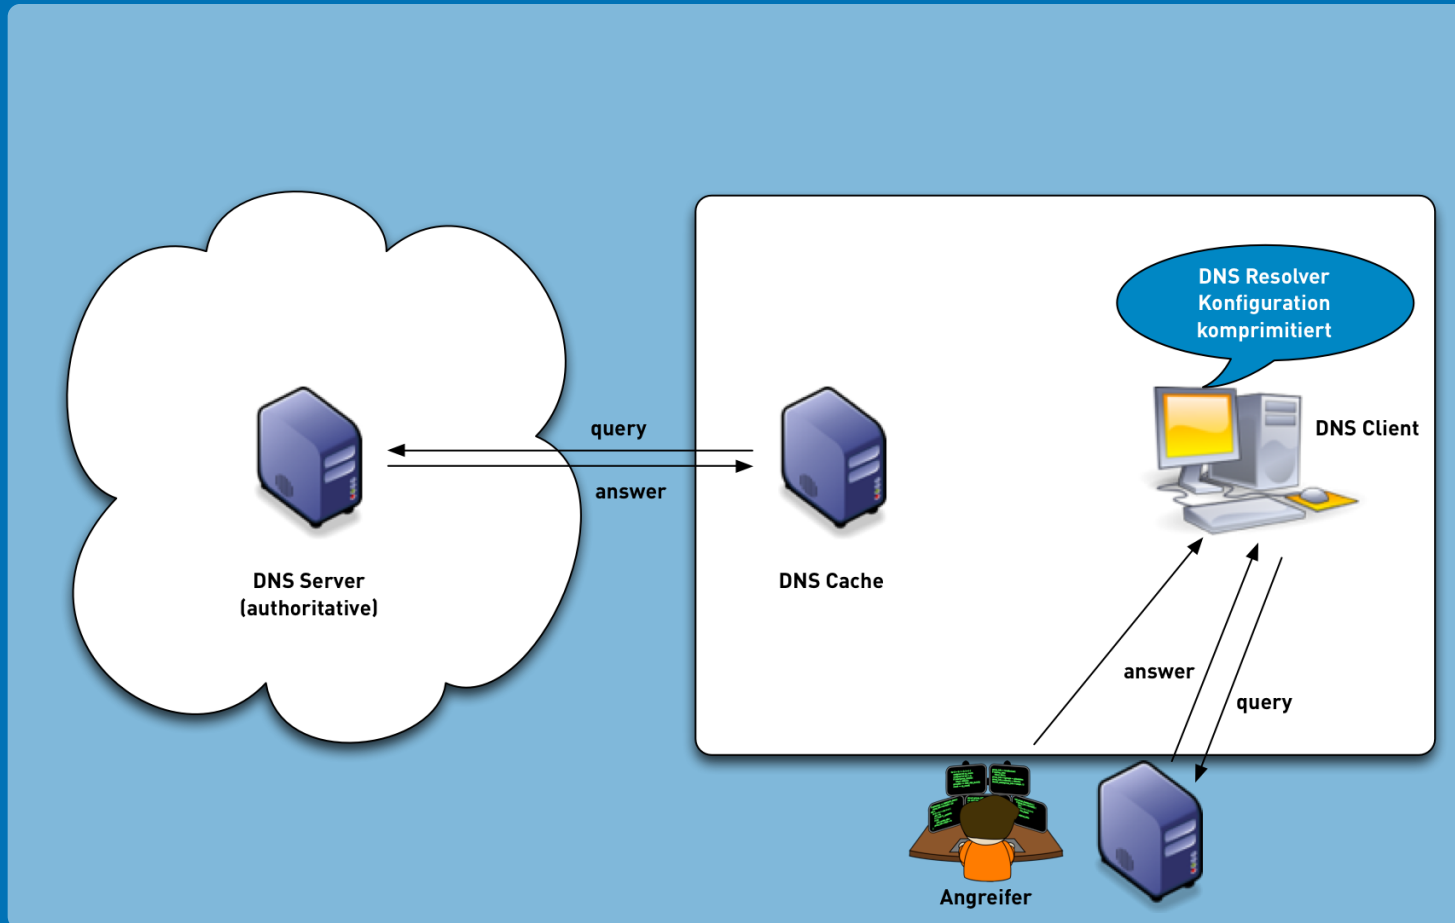 DNS Resolver
Konfiguration
komprimitiert
DNS Client
query
answer
DNS Server
(authoritative)
DNS Cache
answer
query
Angreifer